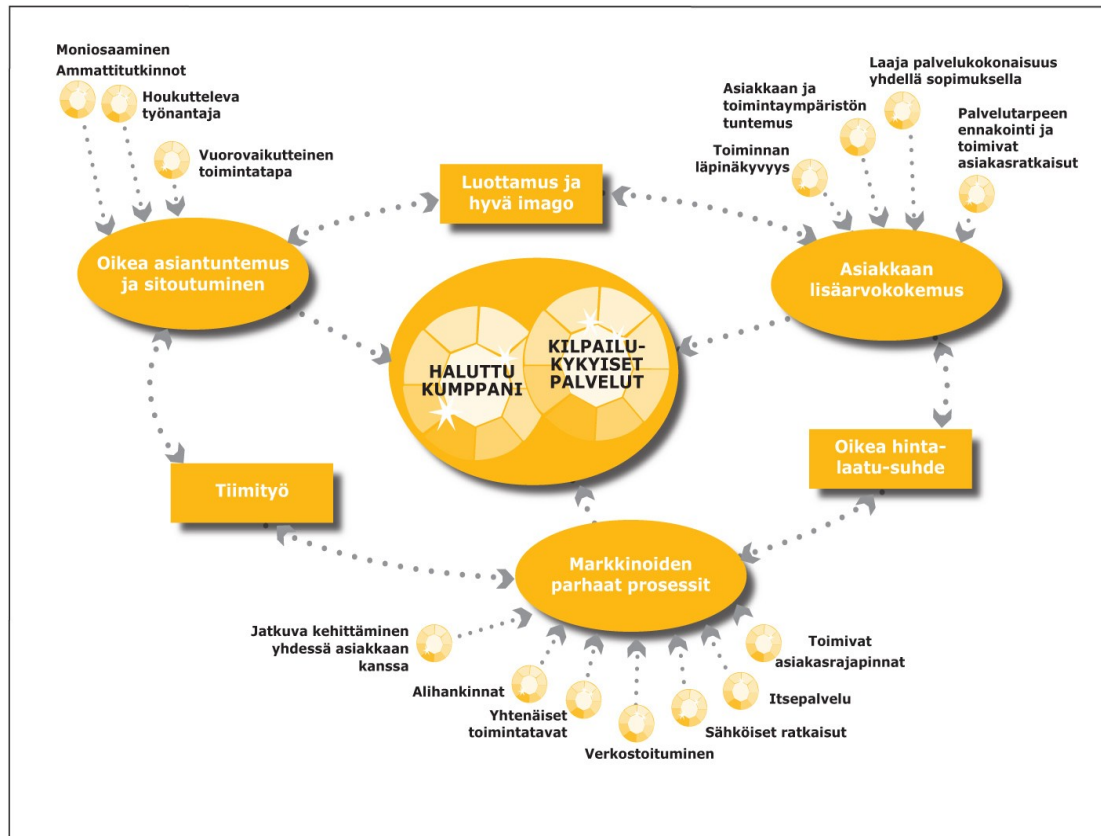 Moniosaaminen
Ammattitutkinnot
Houkutteleva
työnantaja
Vuorovaikutteinen
toimintatapa
Laaja palvelukokonaisuus
yhdellä sopimuksella
Asiakkaan ja
toimintaympäristön
tuntemus
Palvelutarpeen
ennakointi ja
toimivat
asiakasratkaisut
Toiminnan
läpinäkyvyys
Luottamus ja
hyvä imago
Oikea asiantuntemus
ja sitoutuminen
Asiakkaan
lisäarvokokemus
HALUTTU
KUMPPANI
KILPAILU-
KYKYISET
PALVELUT
Tiimityö
Oikea hinta-
laatu-suhde
Markkinoiden
parhaat prosessit
Jatkuva kehittäminen
yhdessä asiakkaan
kanssa
Alihankinnat
Yhtenäiset
toimintatavat
Verkostoituminen
Sähköiset ratkaisut
Itsepalvelu
Toimivat
asiakasrajapinnat